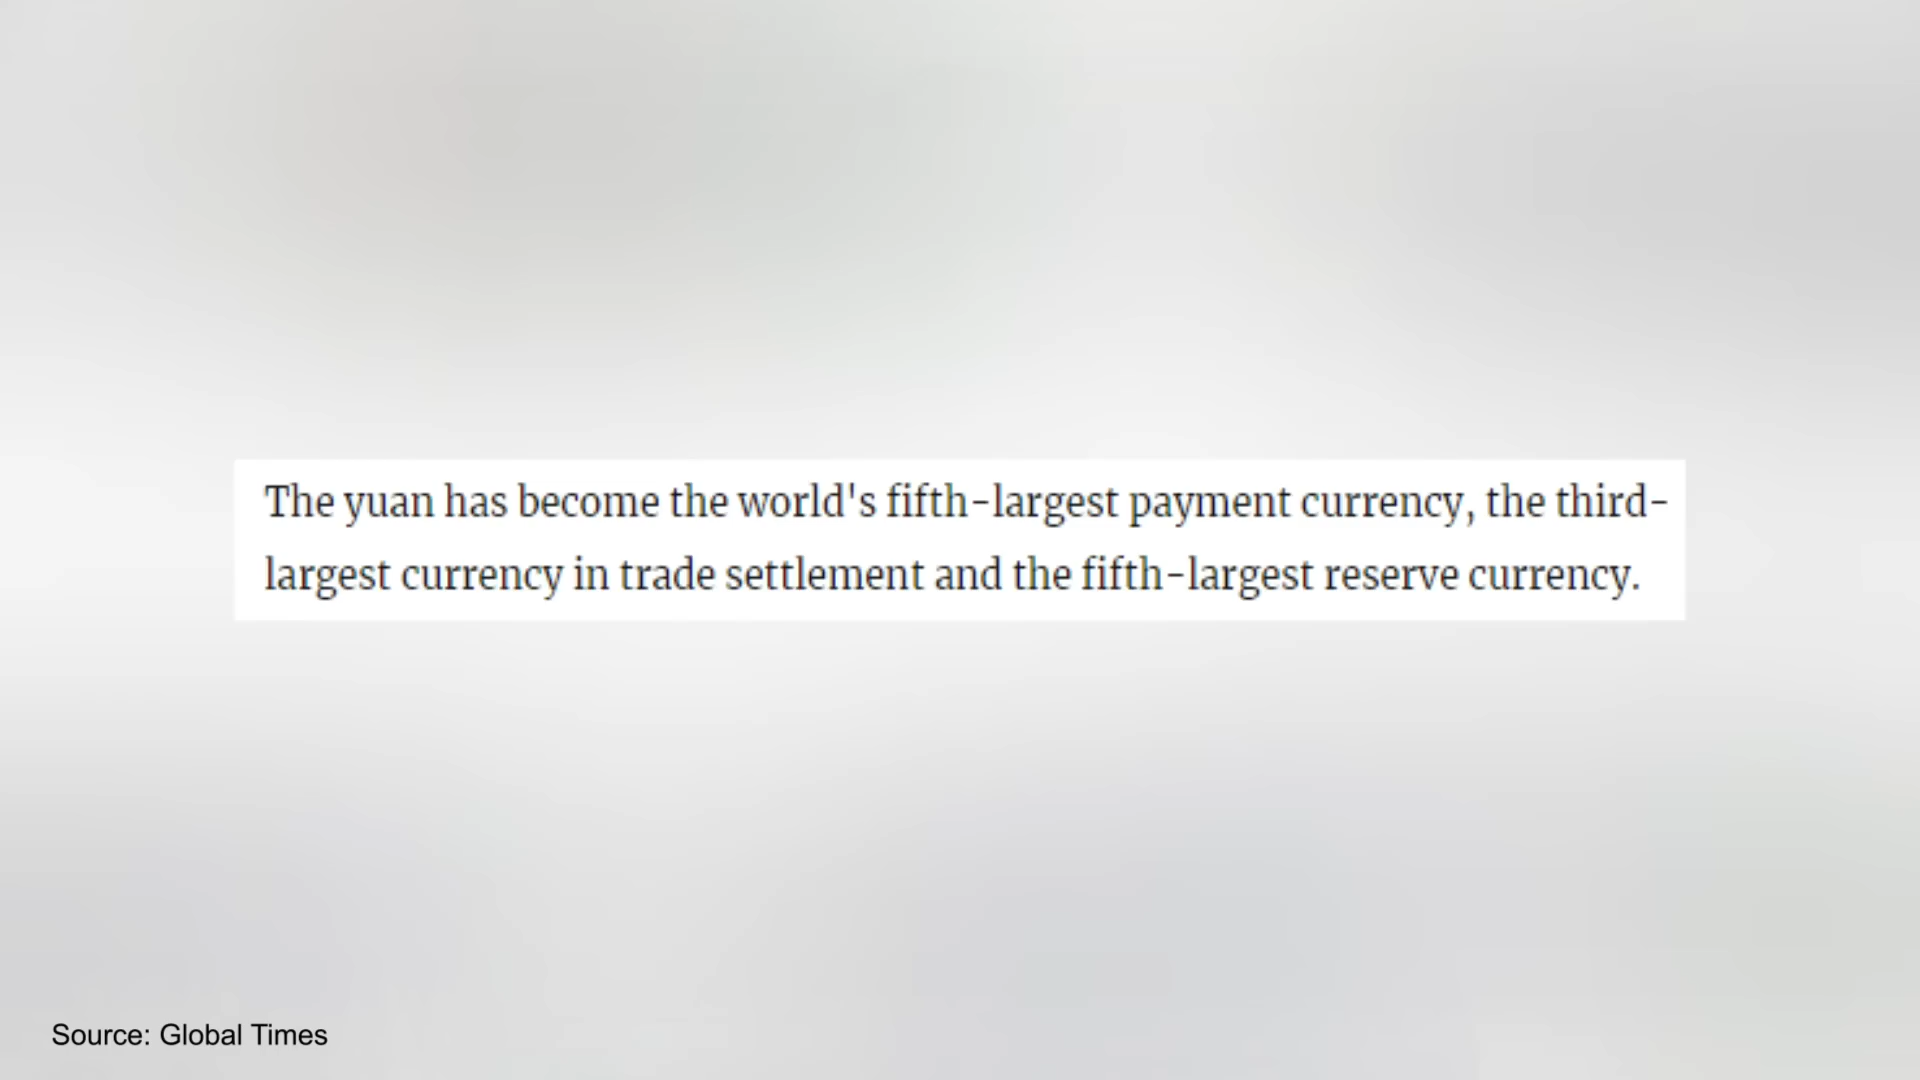 The yuan has become the world's fifth-largest payment currency, the third-
largest currency in trade settlement and the fifth-largest reserve currency.
Source: Global Times